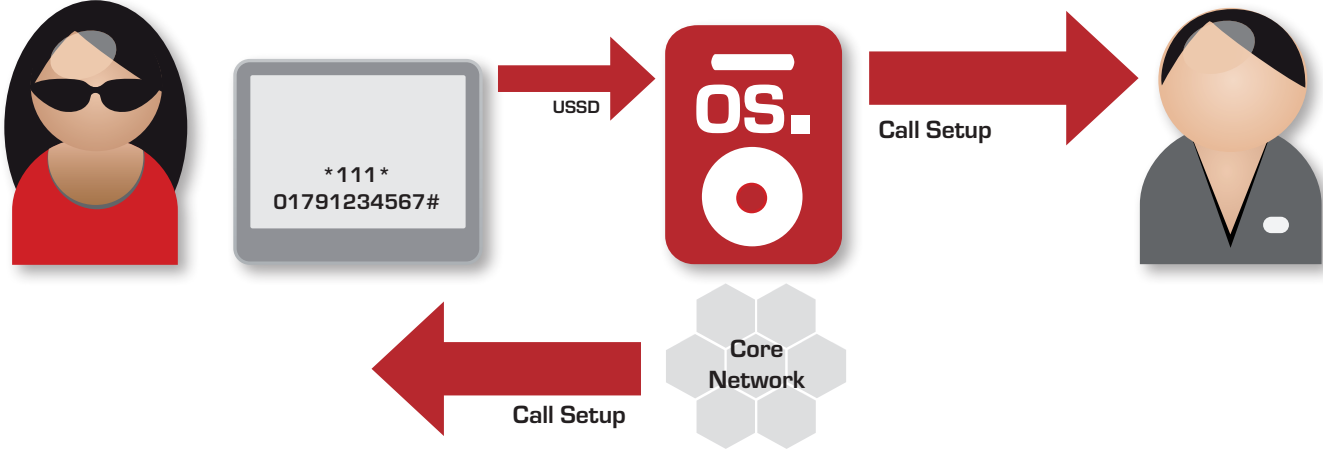 *111*
01791234567#
USSD
OS.
Call Setup
Core
Network
Call Setup